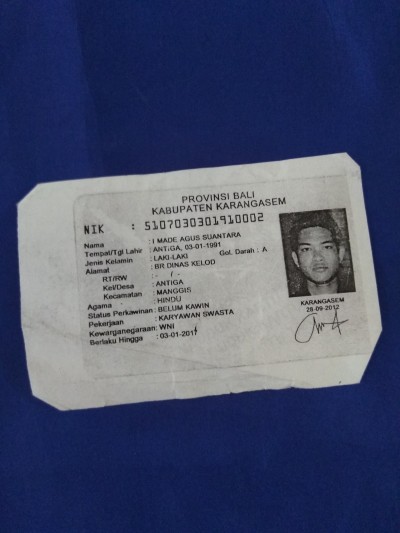 PROVINSI BALI
KABUPATEN KARANGASEM
NIK : 5107030301910002
Nama : I MADE AGUS SUANTARA
Tempat/Tgl Lahir : ANTIGA, 03-01-1991
Jenis Kelamin : LAKI-LAKI Gol. Darah : A
Alamat : BR DINAS KELOD
RT/RW : - / -
Kel/Desa : ANTIGA
Kecamatan : MANGGIS
Agama : HINDU
Status Perkawinan : BELUM KAWIN
Pekerjaan : KARYAWAN SWASTA
Kewarganegaraan : WNI
Berlaku Hingga : 03-01-2017
KARANGASEM
28-09-2012